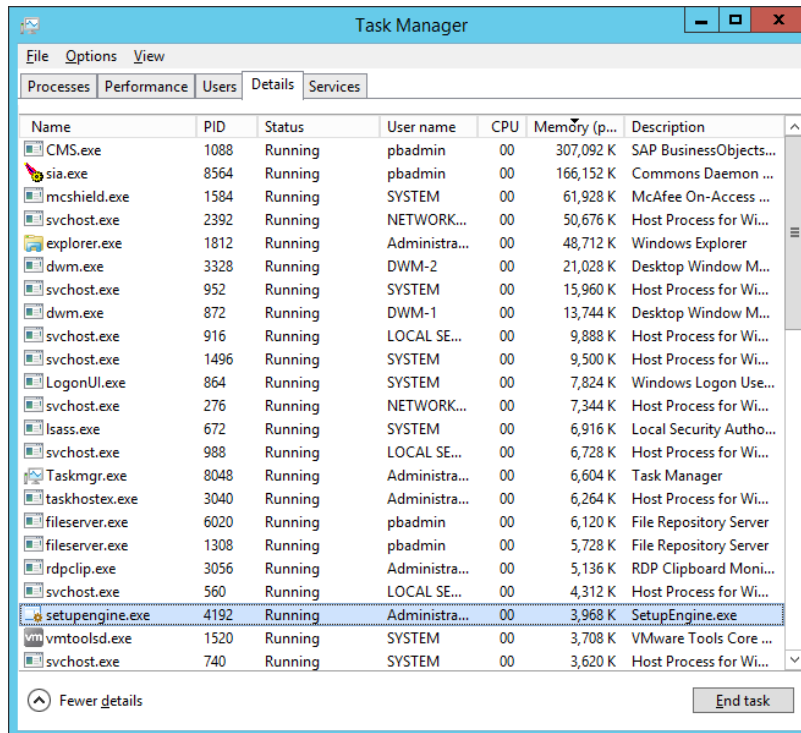 Task Manager
File Options View
Processes Performance Users Details Services
Name PID Status User name CPU Memory (p... Description
CMS.exe 1088 Running pbadmin 00 307,092 K SAP BusinessObjects...
sia.exe 8564 Running pbadmin 00 166,152 K Commons Daemon ...
mcshield.exe 1584 Running SYSTEM 00 61,928 K McAfee On-Access ...
svchost.exe 2392 Running NETWORK... 00 50,676 K Host Process for Wi...
explorer.exe 1812 Running Administra... 00 48,712 K Windows Explorer
dwm.exe 3328 Running DWM-2 00 21,028 K Desktop Window M...
svchost.exe 952 Running SYSTEM 00 15,960 K Host Process for Wi...
dwm.exe 872 Running DWM-1 00 13,744 K Desktop Window M...
svchost.exe 916 Running LOCAL SE... 00 9,888 K Host Process for Wi...
svchost.exe 1496 Running SYSTEM 00 9,500 K Host Process for Wi...
LogonUI.exe 864 Running SYSTEM 00 7,824 K Windows Logon Use...
svchost.exe 276 Running NETWORK... 00 7,344 K Host Process for Wi...
lsass.exe 672 Running SYSTEM 00 6,916 K Local Security Autho...
svchost.exe 988 Running LOCAL SE... 00 6,728 K Host Process for Wi...
Taskmgr.exe 8048 Running Administra... 00 6,604 K Task Manager
taskhostex.exe 3040 Running Administra... 00 6,264 K Host Process for Wi...
fileserver.exe 6020 Running pbadmin 00 6,120 K File Repository Server
fileserver.exe 1308 Running pbadmin 00 5,728 K File Repository Server
rdpclip.exe 3056 Running Administra... 00 5,136 K RDP Clipboard Moni...
svchost.exe 560 Running LOCAL SE... 00 4,312 K Host Process for Wi...
setupengine.exe 4192 Running Administra... 00 3,968 K SetupEngine.exe
vm vmtoolsd.exe 1520 Running SYSTEM 00 3,708 K VMware Tools Core ...
svchost.exe 740 Running SYSTEM 00 3,620 K Host Process for Wi...
Fewer details End task